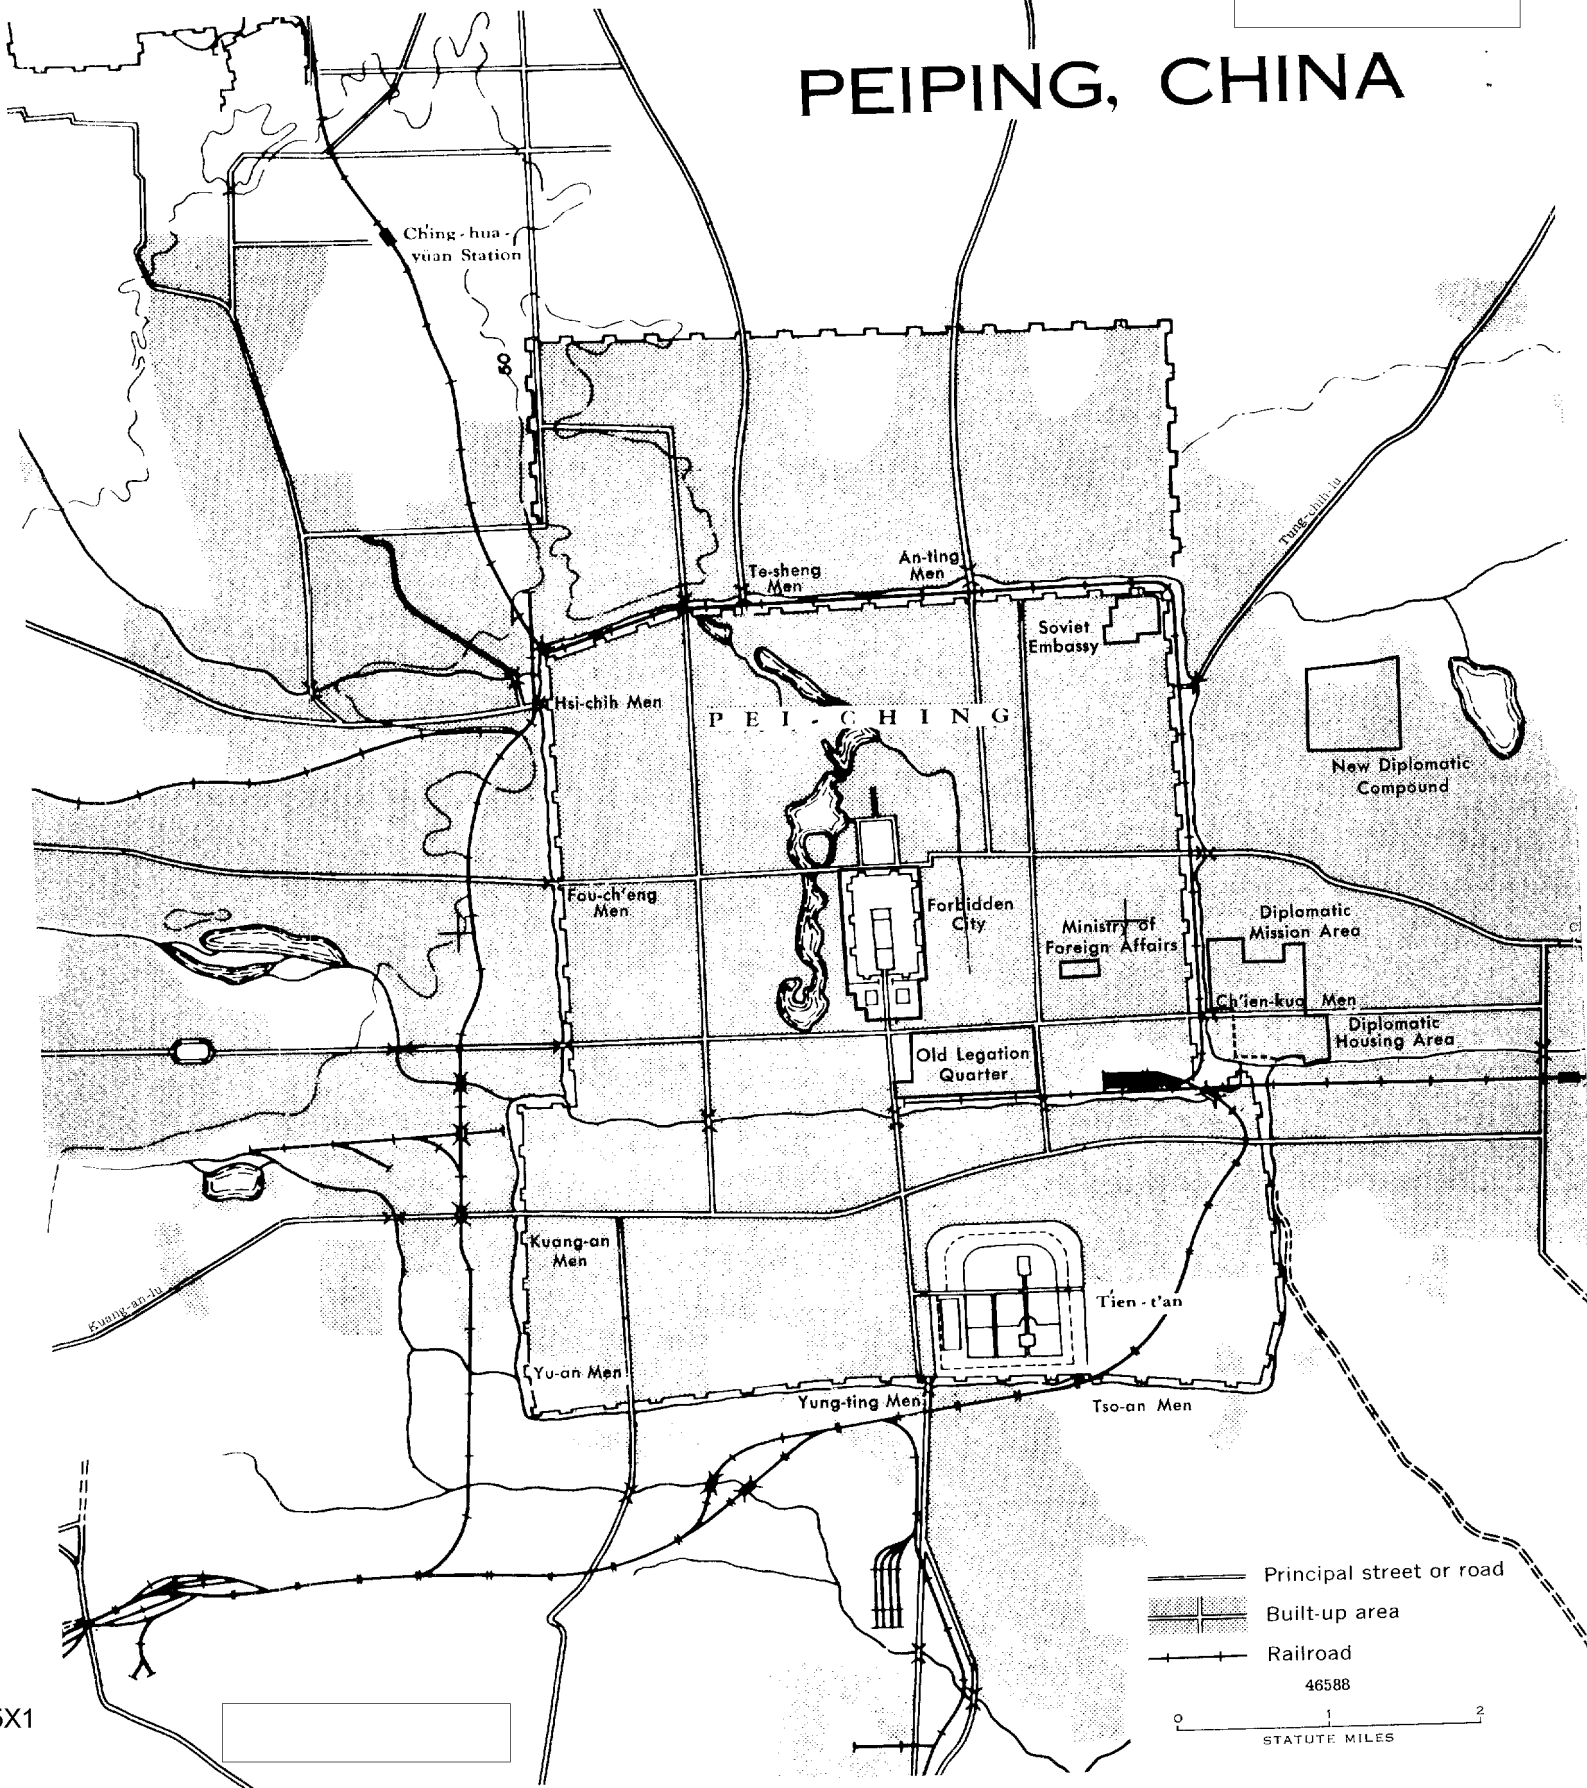 PEIPING, CHINA
Ching-hua-
yüan Station
50
Tung-chih lu
Te-sheng
Men
An-ting
Men
Soviet
Embassy
Hsi-chih Men
PEI-CHING
New Diplomatic
Compound
Fou-ch'eng
Men
Forbidden
City
Ministry of
Foreign Affairs
Diplomatic
Mission Area
Ch'ien-kuo Men
Diplomatic
Housing Area
Old Legation
Quarter
Kuang-an
Men
Kuang-an-lu
Tien-t'an
Yu-an Men
Yung-ting Men
Tso-an Men
Principal street or road
Built-up area
Railroad
46588
0 1 2
STATUTE MILES
5X1